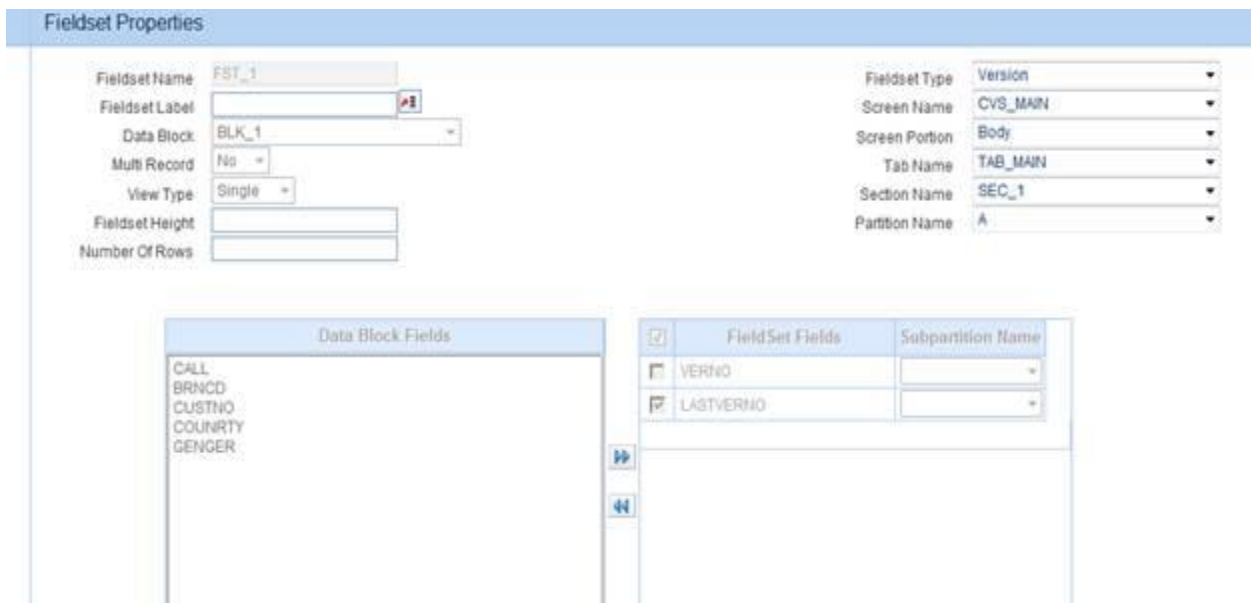 Fieldset Properties
Fieldset Name FST_1
Fieldset Label
Data Block BLK_1
Multi Record No
View Type Single
Fieldset Height
Number Of Rows
Fieldset Type Version
Screen Name CVS_MAIN
Screen Portion Body
Tab Name TAB_MAIN
Section Name SEC_1
Partition Name A
Data Block Fields
CALL
BRNCD
CUSTNO
COUNRTY
GENGER
FieldSet Fields Subpartition Name
VERNO
LASTVERNO